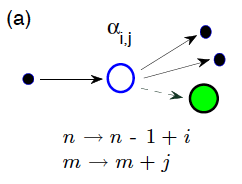 (a)
α_{i,j}
n → n - 1 + i
m → m + j